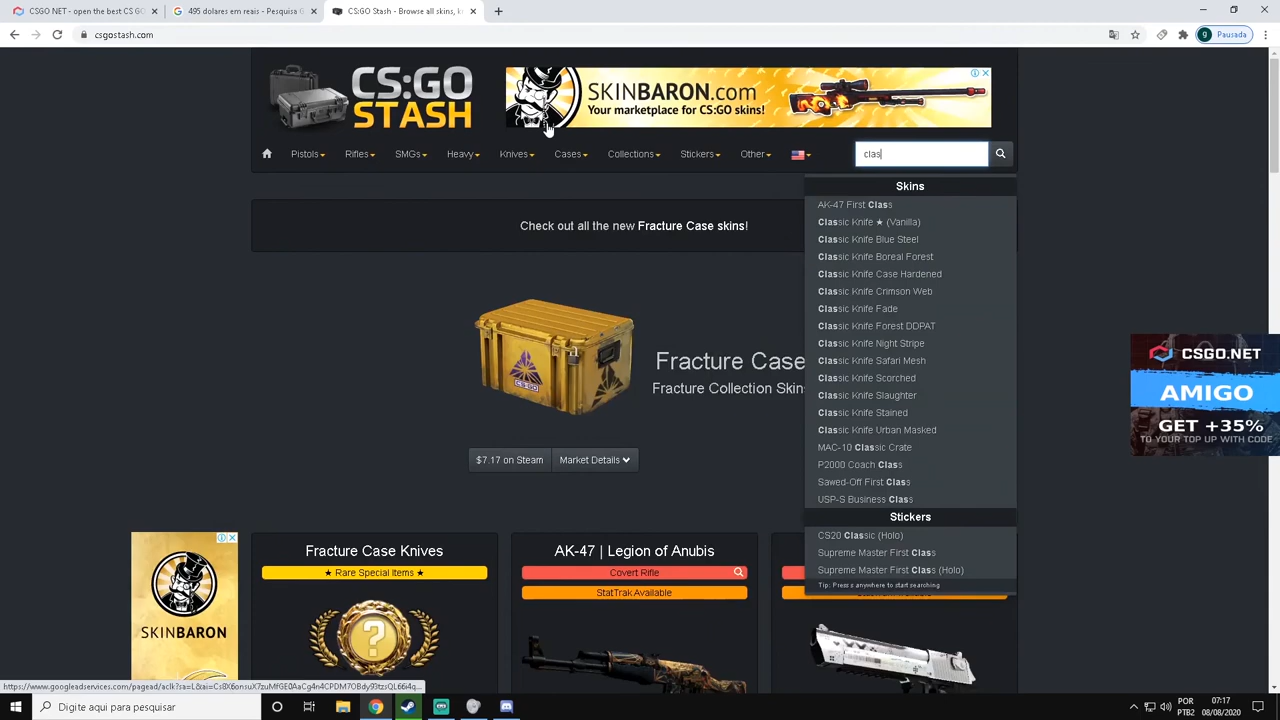 CSGO NET - open the best CS GO
495 dolares em reais - Pesquisa G
CS:GO Stash - Browse all skins, k
csgostash.com
Pausada
CS:GO
STASH
SKINBARON.com
Your marketplace for CS:GO skins!
Pistols
Rifles
SMGs
Heavy
Knives
Cases
Collections
Stickers
Other
clas
Skins
AK-47 First Class
Classic Knife ★ (Vanilla)
Classic Knife Blue Steel
Classic Knife Boreal Forest
Classic Knife Case Hardened
Classic Knife Crimson Web
Classic Knife Fade
Classic Knife Forest DDPAT
Classic Knife Night Stripe
Classic Knife Safari Mesh
Classic Knife Scorched
Classic Knife Slaughter
Classic Knife Stained
Classic Knife Urban Masked
MAC-10 Classic Crate
P2000 Coach Class
Sawed-Off First Class
USP-S Business Class
Stickers
CS20 Classic (Holo)
Supreme Master First Class
Supreme Master First Class (Holo)
Tip: Press s anywhere to start searching
Check out all the new Fracture Case skins!
CS:GO
Fracture Case
Fracture Collection Skin
$7.17 on Steam
Market Details
CSGO.NET
AMIGO
GET +35%
TO YOUR TOP UP WITH CODE
SKINBARON
Fracture Case Knives
★ Rare Special Items ★
AK-47 | Legion of Anubis
Covert Rifle
StatTrak Available
Digite aqui para pesquisar
POR
PTB2
07:17
08/08/2020